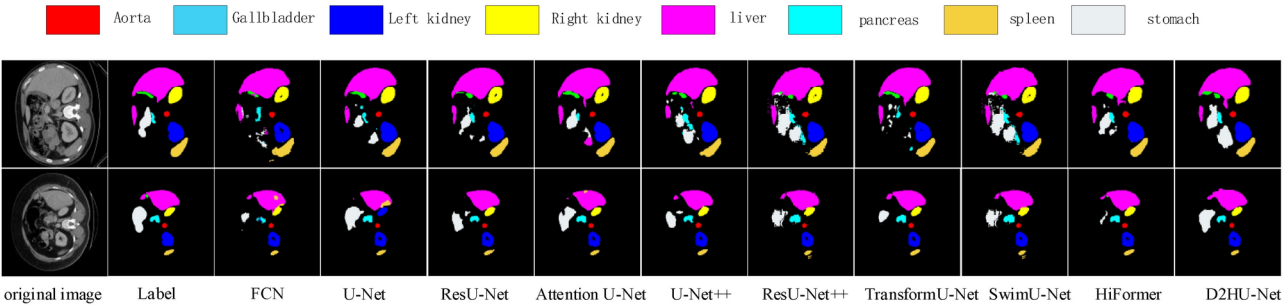 Aorta Gallbladder Left kidney Right kidney liver pancreas spleen stomach
original image Label FCN U-Net ResU-Net Attention U-Net U-Net++ ResU-Net++ TransformU-Net SwimU-Net HiFormer D2HU-Net